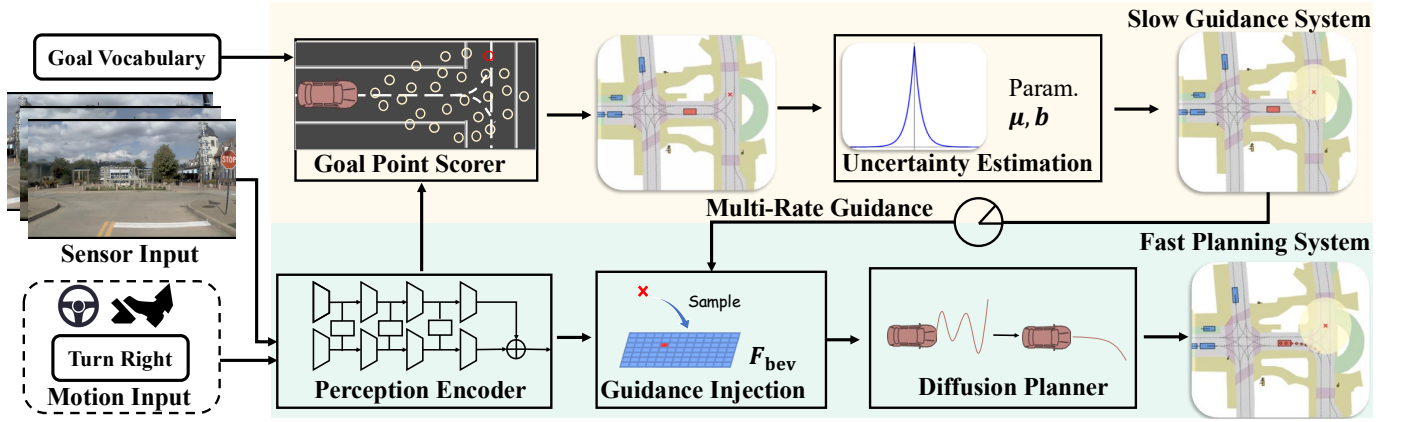 Slow Guidance System
Goal Vocabulary
Goal Point Scorer
Param.
μ, b
Uncertainty Estimation
STOP
Sensor Input
Multi-Rate Guidance
Fast Planning System
Turn Right
Motion Input
Perception Encoder
Sample
F_bev
Guidance Injection
Diffusion Planner